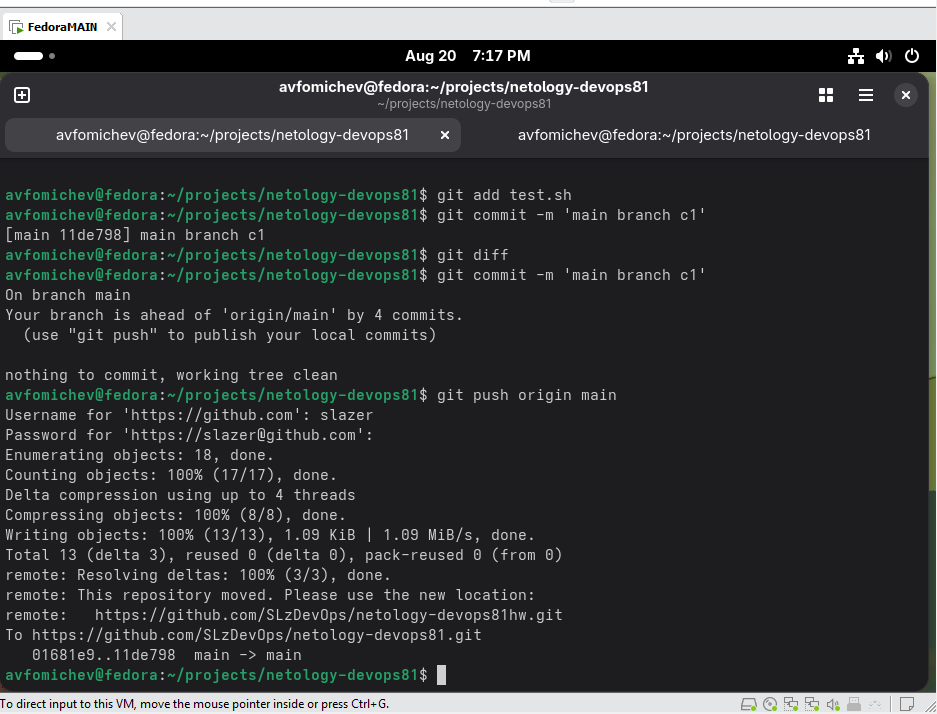 FedoraMAIN
Aug 20 7:17 PM
avfomichev@fedora:~/projects/netology-devops81
~/projects/netology-devops81
avfomichev@fedora:~/projects/netology-devops81
avfomichev@fedora:~/projects/netology-devops81
avfomichev@fedora:~/projects/netology-devops81$ git add test.sh
avfomichev@fedora:~/projects/netology-devops81$ git commit -m 'main branch c1'
[main 11de798] main branch c1
avfomichev@fedora:~/projects/netology-devops81$ git diff
avfomichev@fedora:~/projects/netology-devops81$ git commit -m 'main branch c1'
On branch main
Your branch is ahead of 'origin/main' by 4 commits.
  (use "git push" to publish your local commits)
nothing to commit, working tree clean
avfomichev@fedora:~/projects/netology-devops81$ git push origin main
Username for 'https://github.com': slazer
Password for 'https://slazer@github.com':
Enumerating objects: 18, done.
Counting objects: 100% (17/17), done.
Delta compression using up to 4 threads
Compressing objects: 100% (8/8), done.
Writing objects: 100% (13/13), 1.09 KiB | 1.09 MiB/s, done.
Total 13 (delta 3), reused 0 (delta 0), pack-reused 0 (from 0)
remote: Resolving deltas: 100% (3/3), done.
remote: This repository moved. Please use the new location:
remote:   https://github.com/SLzDevOps/netology-devops81hw.git
To https://github.com/SLzDevOps/netology-devops81.git
   01681e9..11de798  main -> main
avfomichev@fedora:~/projects/netology-devops81$
To direct input to this VM, move the mouse pointer inside or press Ctrl+G.